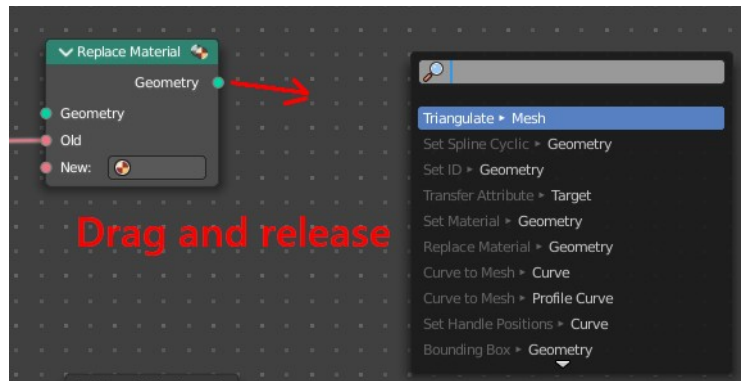 Replace Material
Geometry
Geometry
Old
New:
Drag and release
Triangulate ▸ Mesh
Set Spline Cyclic ▸ Geometry
Set ID ▸ Geometry
Transfer Attribute ▸ Target
Set Material ▸ Geometry
Replace Material ▸ Geometry
Curve to Mesh ▸ Curve
Curve to Mesh ▸ Profile Curve
Set Handle Positions ▸ Curve
Bounding Box ▸ Geometry